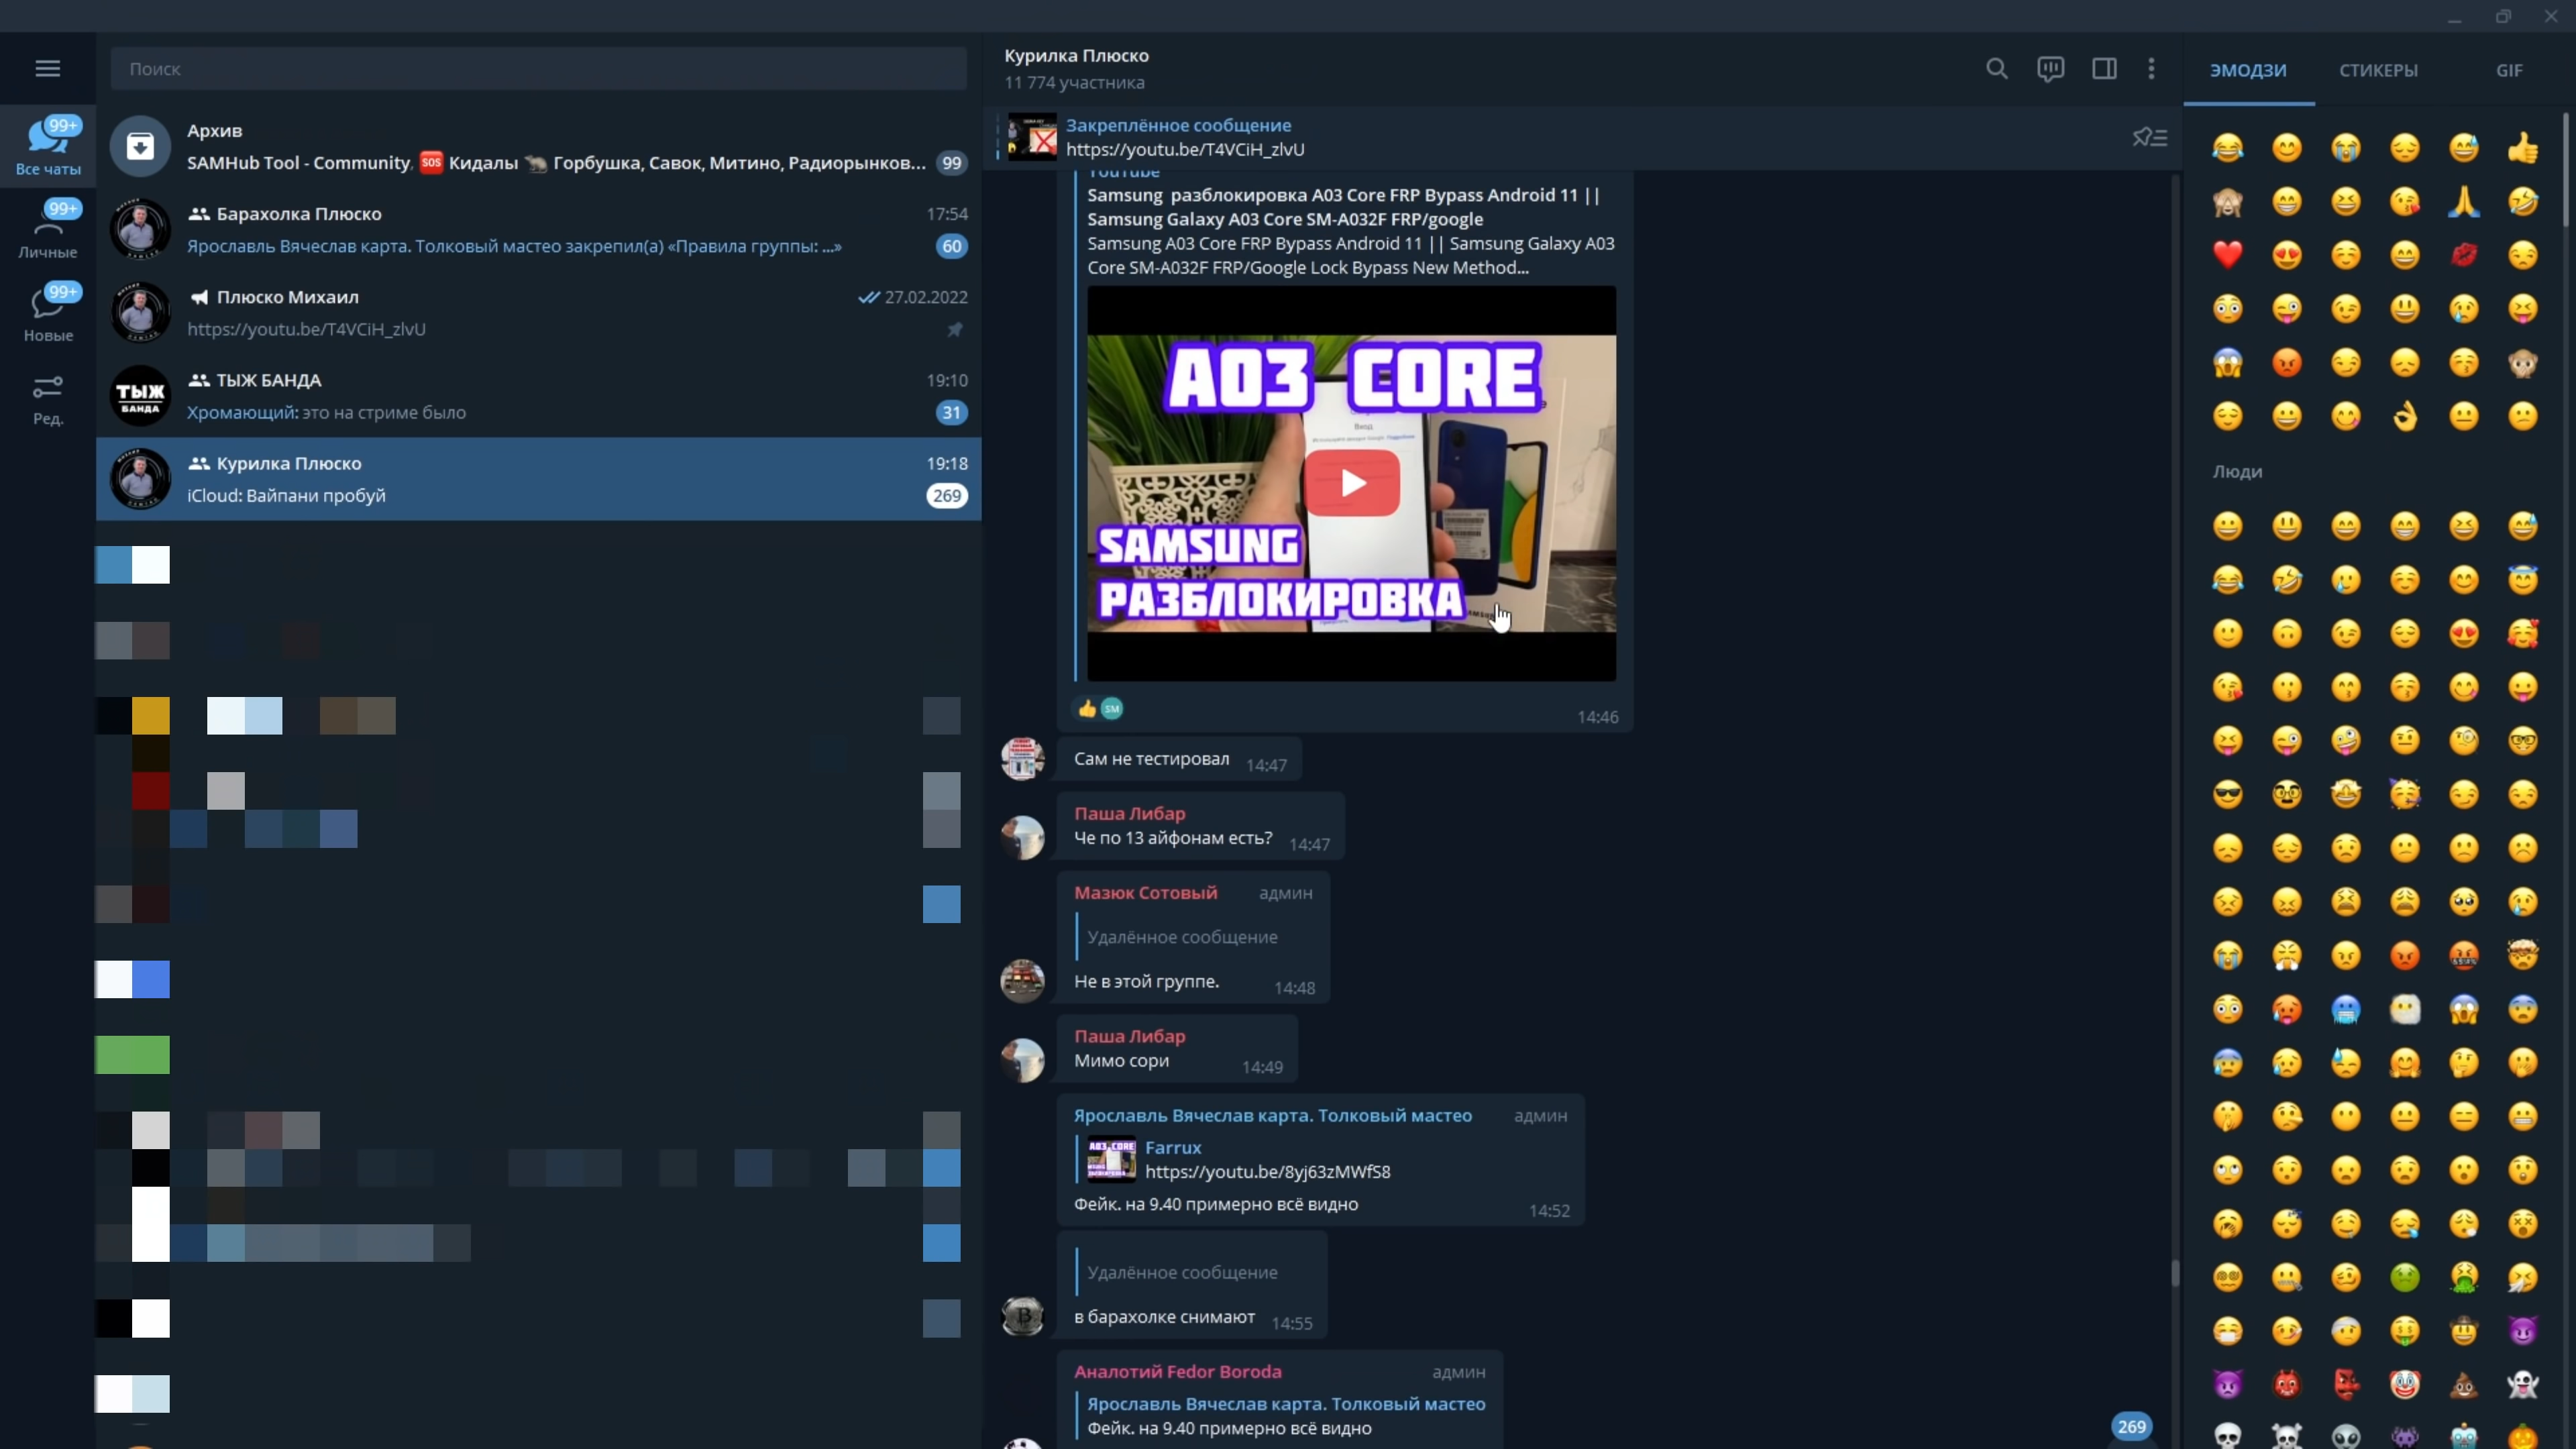 Поиск
99+
Все чаты
99+
Личные
99+
Новые
Ред.
Архив
SAMHub Tool - Community, SOS Кидалы Горбушка, Савок, Митино, Радиорынков... 99
Барахолка Плюско 17:54
Ярославль Вячеслав карта. Толковый мастео закрепил(а) «Правила группы: ...» 60
Плюско Михаил 27.02.2022
https://youtu.be/T4VCiH_zlvU
ТЫЖ БАНДА
ТЫЖ БАНДА 19:10
Хромающий: это на стриме было 31
Курилка Плюско 19:18
iCloud: Вайпани пробуй 269
Курилка Плюско
11 774 участника
Закреплённое сообщение
https://youtu.be/T4VCiH_zlvU
YouTube
Samsung разблокировка A03 Core FRP Bypass Android 11 ||
Samsung Galaxy A03 Core SM-A032F FRP/google
Samsung A03 Core FRP Bypass Android 11 || Samsung Galaxy A03
Core SM-A032F FRP/Google Lock Bypass New Method...
A03 CORE
Вход
SAMSUNG
РАЗБЛОКИРОВКА
SM
14:46
Сам не тестировал 14:47
Паша Либар
Че по 13 айфонам есть? 14:47
Мазюк Сотовый админ
Удалённое сообщение
Не в этой группе. 14:48
Паша Либар
Мимо сори 14:49
Ярославль Вячеслав карта. Толковый мастео админ
A03 CORE
Farrux
https://youtu.be/8yj63zMWfS8
Фейк. на 9.40 примерно всё видно 14:52
Удалённое сообщение
в барахолке снимают 14:55
Аналотий Fedor Boroda админ
Ярославль Вячеслав карта. Толковый мастео
Фейк. на 9.40 примерно всё видно
269
ЭМОДЗИ СТИКЕРЫ GIF
Люди